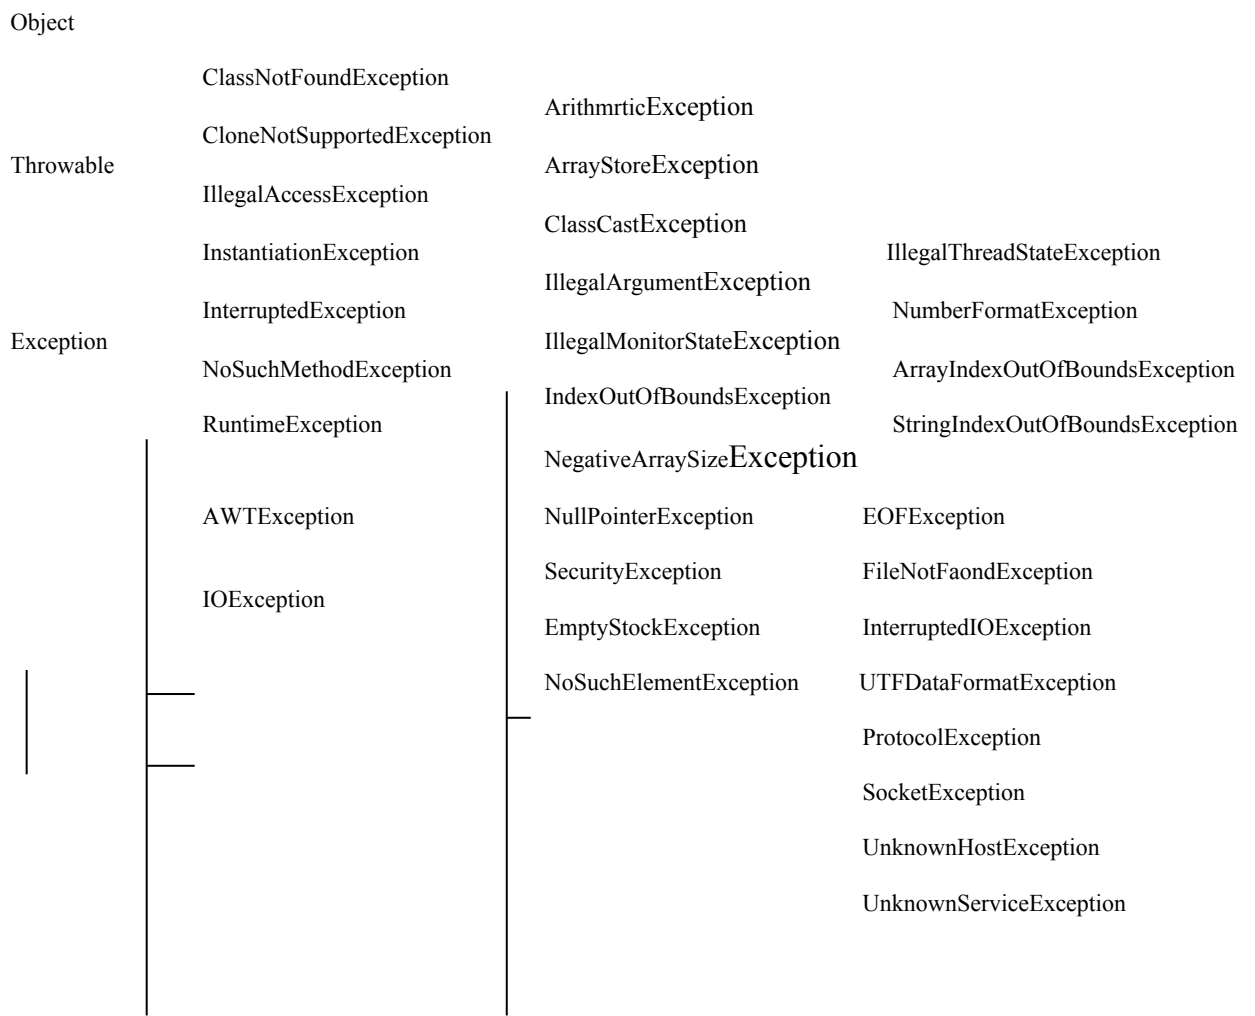 Object
ClassNotFoundException
ArithmrticException
CloneNotSupportedException
Throwable
ArrayStoreException
IllegalAccessException
ClassCastException
InstantiationException
IllegalThreadStateException
IllegalArgumentException
InterruptedException
NumberFormatException
Exception
IllegalMonitorStateException
NoSuchMethodException
ArrayIndexOutOfBoundsException
IndexOutOfBoundsException
RuntimeException
StringIndexOutOfBoundsException
NegativeArraySizeException
AWTException
NullPointerException
EOFException
SecurityException
FileNotFaondException
IOException
EmptyStockException
InterruptedIOException
NoSuchElementException
UTFDataFormatException
ProtocolException
SocketException
UnknownHostException
UnknownServiceException